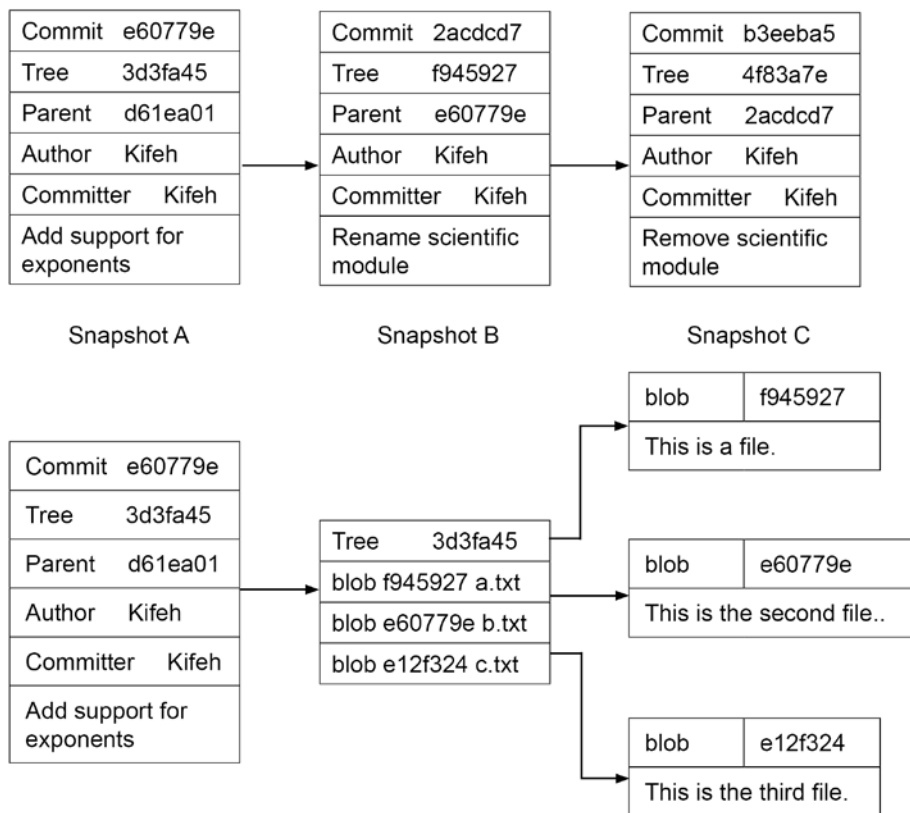 Commit e60779e
Tree 3d3fa45
Parent d61ea01
Author Kifeh
Committer Kifeh
Add support for
exponents
Snapshot A
Commit 2acdcd7
Tree f945927
Parent e60779e
Author Kifeh
Committer Kifeh
Rename scientific
module
Snapshot B
Commit b3eeba5
Tree 4f83a7e
Parent 2acdcd7
Author Kifeh
Committer Kifeh
Remove scientific
module
Snapshot C
Commit e60779e
Tree 3d3fa45
Parent d61ea01
Author Kifeh
Committer Kifeh
Add support for
exponents
Tree 3d3fa45
blob f945927 a.txt
blob e60779e b.txt
blob e12f324 c.txt
blob f945927
This is a file.
blob e60779e
This is the second file..
blob e12f324
This is the third file.